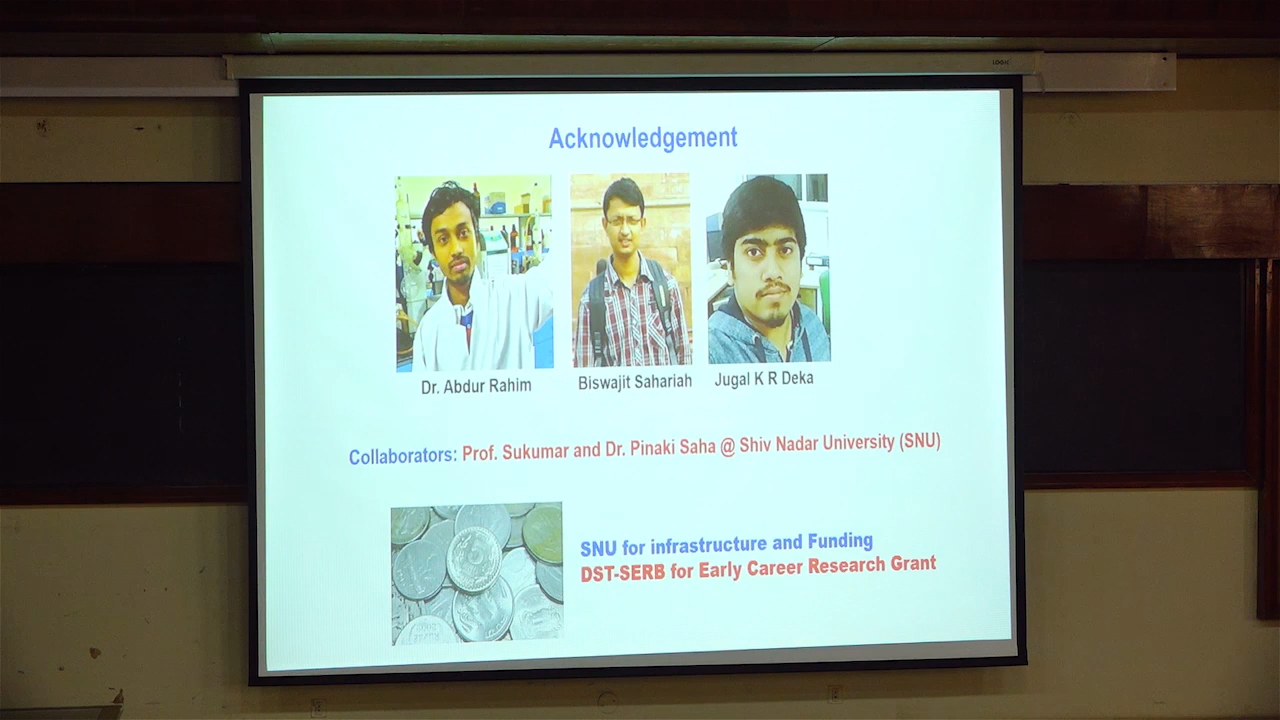 LOGIC
Acknowledgement
Dr. Abdur Rahim
Biswajit Sahariah
Jugal K R Deka
Collaborators: Prof. Sukumar and Dr. Pinaki Saha @ Shiv Nadar University (SNU)
SNU for infrastructure and Funding
DST-SERB for Early Career Research Grant